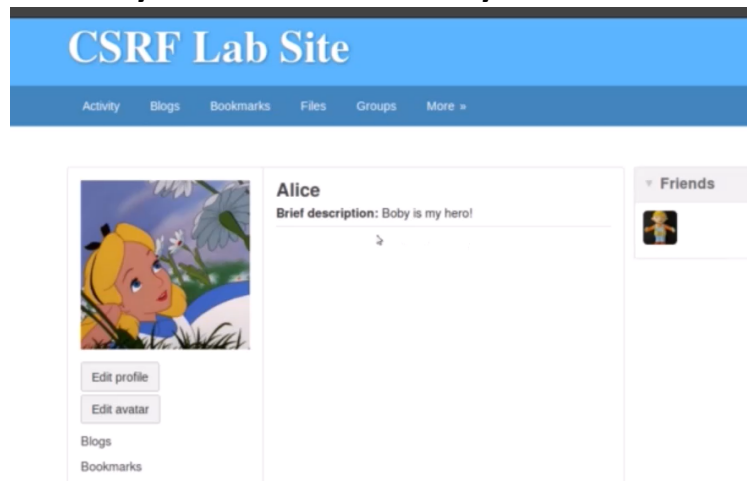 CSRF Lab Site
Activity Blogs Bookmarks Files Groups More »
Alice
Brief description: Boby is my hero!
Friends
Edit profile
Edit avatar
Blogs
Bookmarks